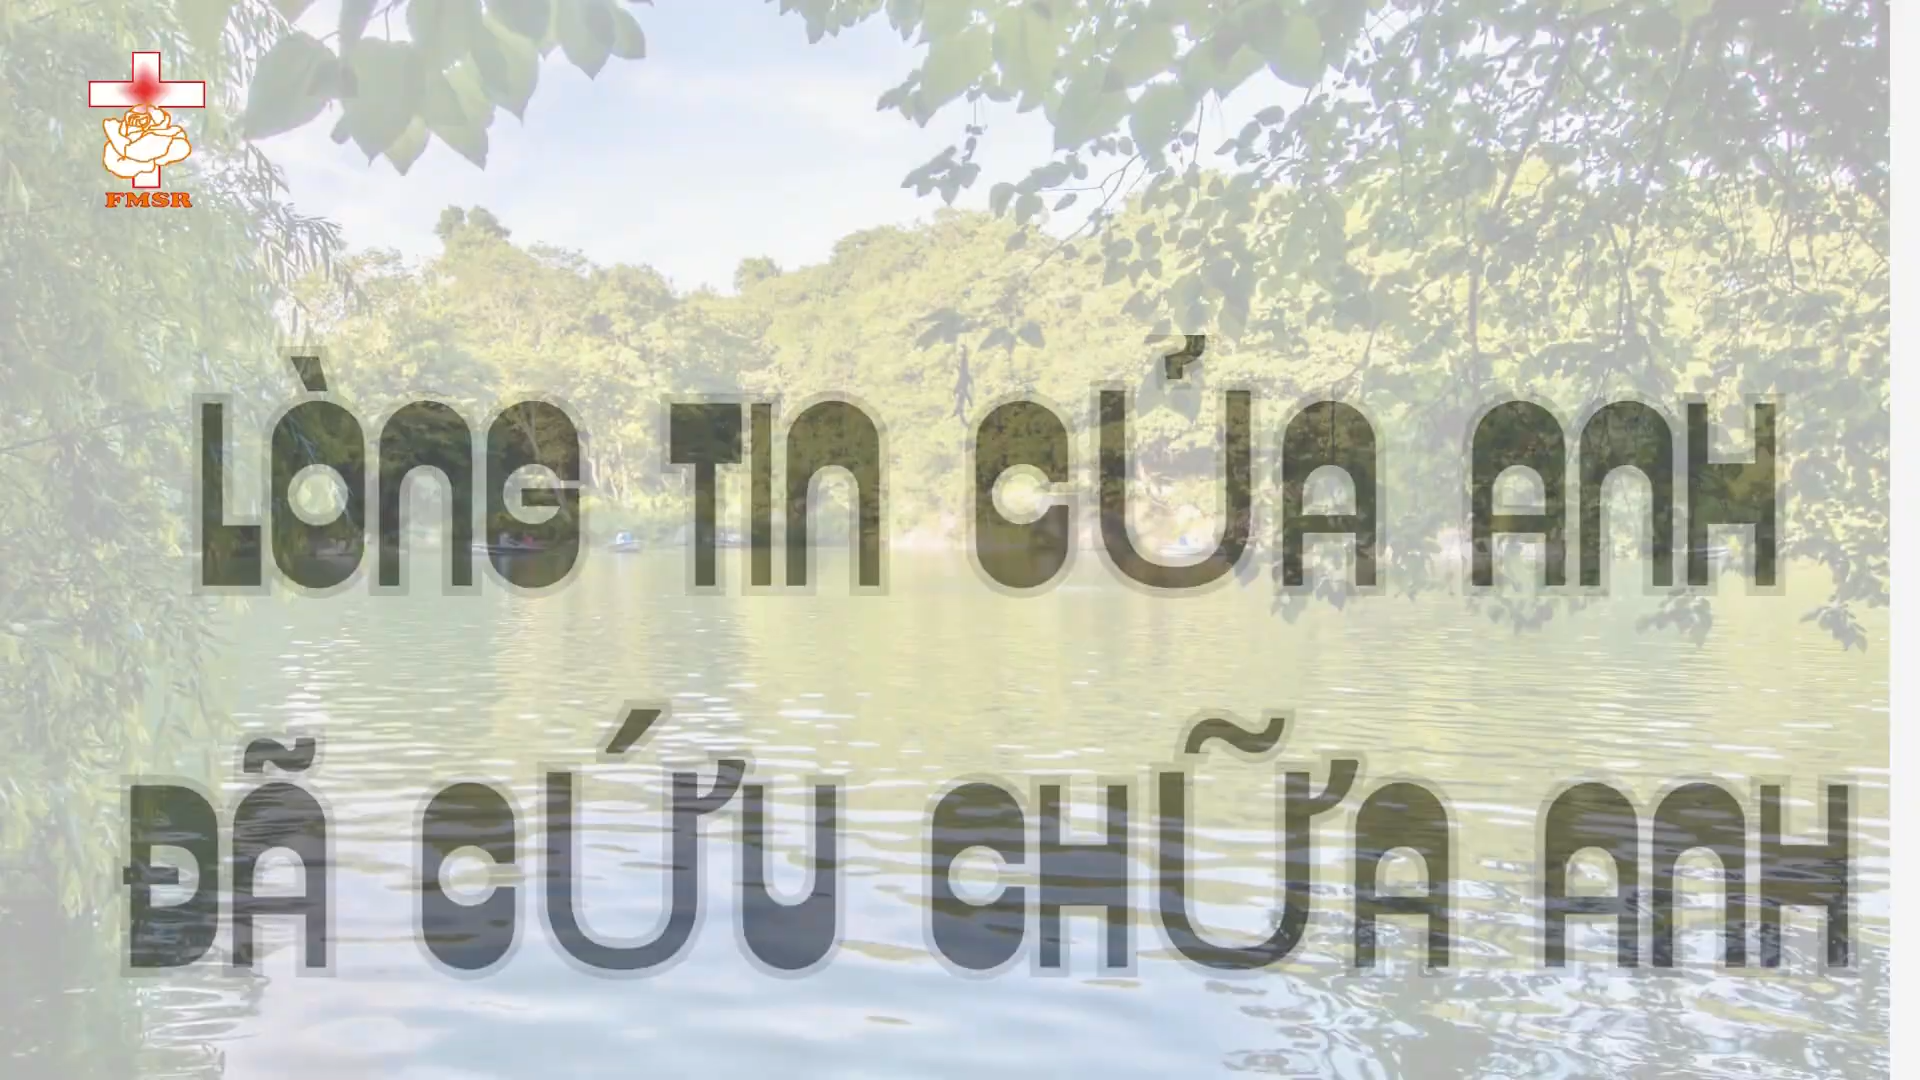 FMSR
LÒNG TIN CỦA ANH
ĐÃ CỨU CHỮA ANH